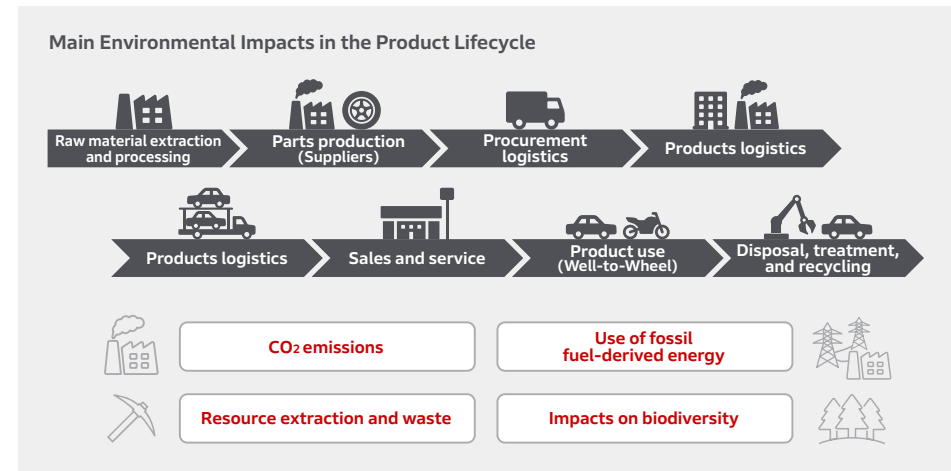 Main Environmental Impacts in the Product Lifecycle
Raw material extraction
and processing
Parts production
(Suppliers)
Procurement
logistics
Products logistics
Products logistics
Sales and service
Product use
(Well-to-Wheel)
Disposal, treatment,
and recycling
CO2 emissions
Use of fossil
fuel-derived energy
Resource extraction and waste
Impacts on biodiversity